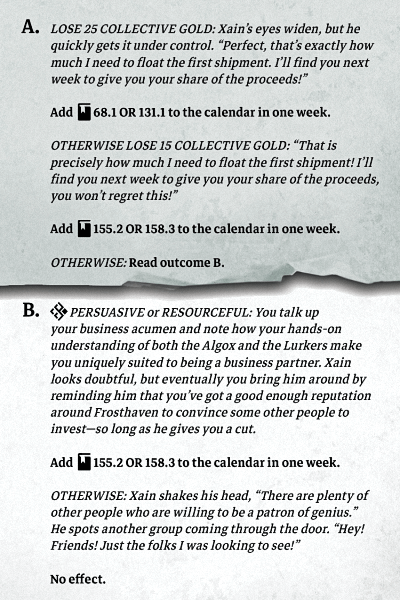 A. LOSE 25 COLLECTIVE GOLD: Xain’s eyes widen, but he
quickly gets it under control. “Perfect, that’s exactly how
much I need to float the first shipment. I’ll find you next
week to give you your share of the proceeds!”
Add 68.1 OR 131.1 to the calendar in one week.
OTHERWISE LOSE 15 COLLECTIVE GOLD: “That is
precisely how much I need to float the first shipment! I’ll
find you next week to give you your share of the proceeds,
you won’t regret this!”
Add 155.2 OR 158.3 to the calendar in one week.
OTHERWISE: Read outcome B.
B. PERSUASIVE or RESOURCEFUL: You talk up
your business acumen and note how your hands-on
understanding of both the Algox and the Lurkers make
you uniquely suited to being a business partner. Xain
looks doubtful, but eventually you bring him around by
reminding him that you’ve got a good enough reputation
around Frosthaven to convince some other people to
invest—so long as he gives you a cut.
Add 155.2 OR 158.3 to the calendar in one week.
OTHERWISE: Xain shakes his head, “There are plenty of
other people who are willing to be a patron of genius.”
He spots another group coming through the door. “Hey!
Friends! Just the folks I was looking to see!”
No effect.